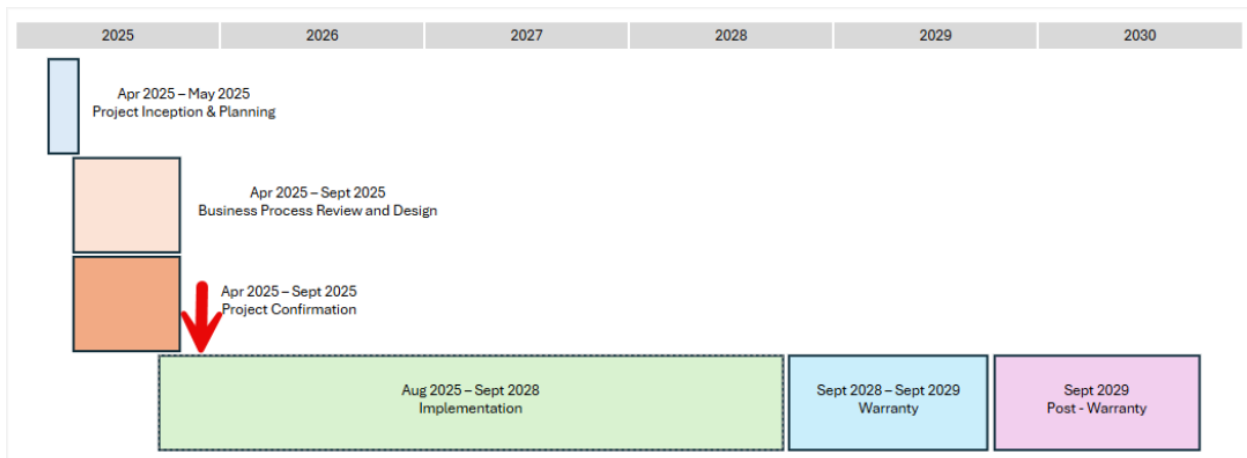 2025 2026 2027 2028 2029 2030
Apr 2025 – May 2025
Project Inception & Planning
Apr 2025 – Sept 2025
Business Process Review and Design
Apr 2025 – Sept 2025
Project Confirmation
Aug 2025 – Sept 2028
Implementation
Sept 2028 – Sept 2029
Warranty
Sept 2029
Post - Warranty